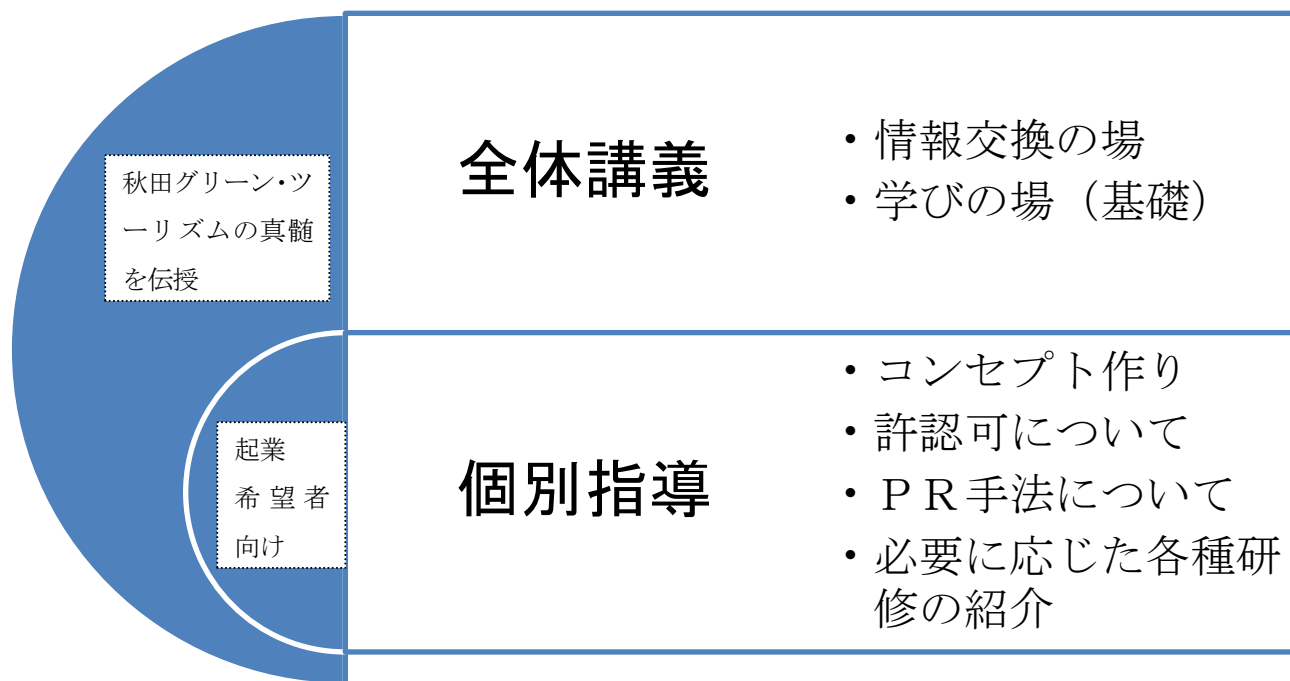 秋田グリーン･ツ
ーリズムの真髄
を伝授
全体講義
・情報交換の場
・学びの場（基礎）
起業
希望者
向け
個別指導
・コンセプト作り
・許認可について
・ＰＲ手法について
・必要に応じた各種研
修の紹介